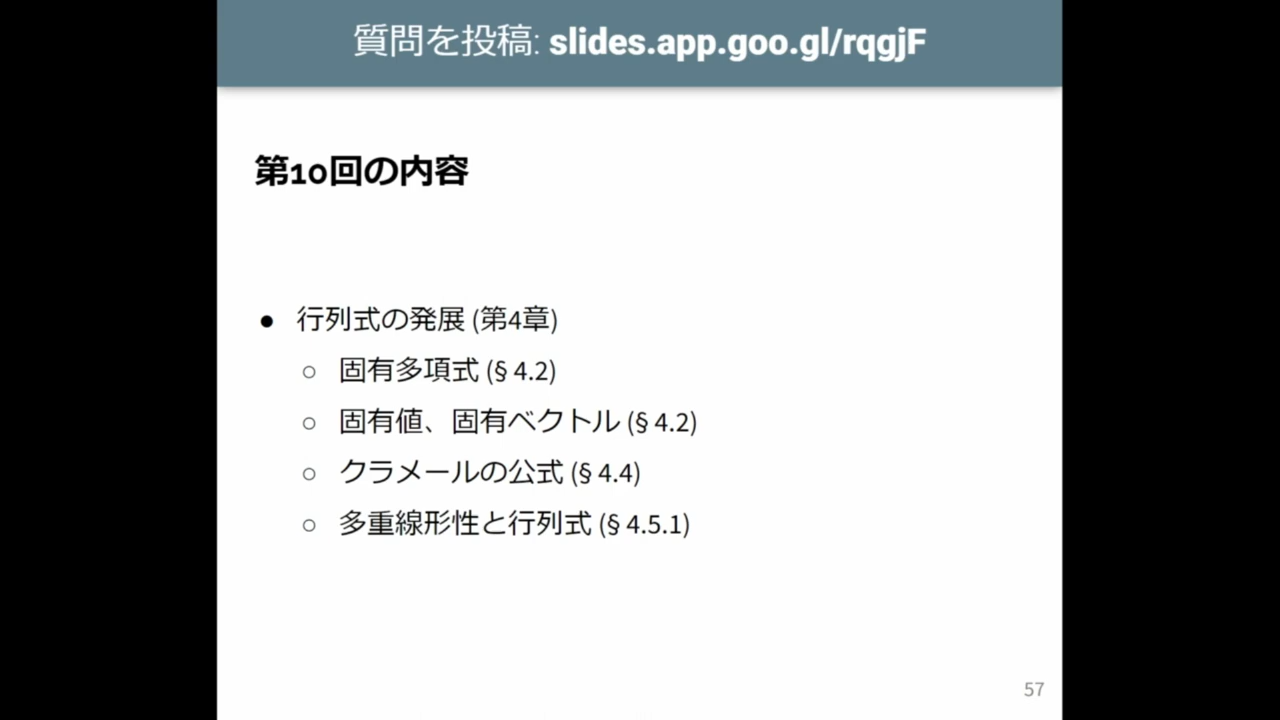 質問を投稿: slides.app.goo.gl/rqgjF
第10回の内容
● 行列式の発展 (第4章)
○ 固有多項式 (§ 4.2)
○ 固有値、固有ベクトル (§ 4.2)
○ クラメールの公式 (§ 4.4)
○ 多重線形性と行列式 (§ 4.5.1)
57